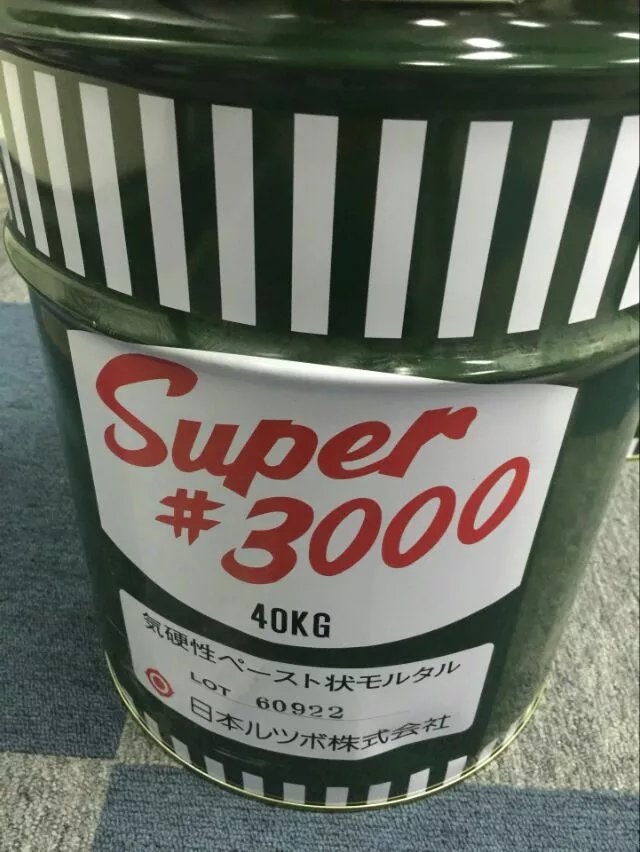 Super
#3000
40KG
気硬性ペースト状モルタル
LOT 60922
日本ルツボ株式会社